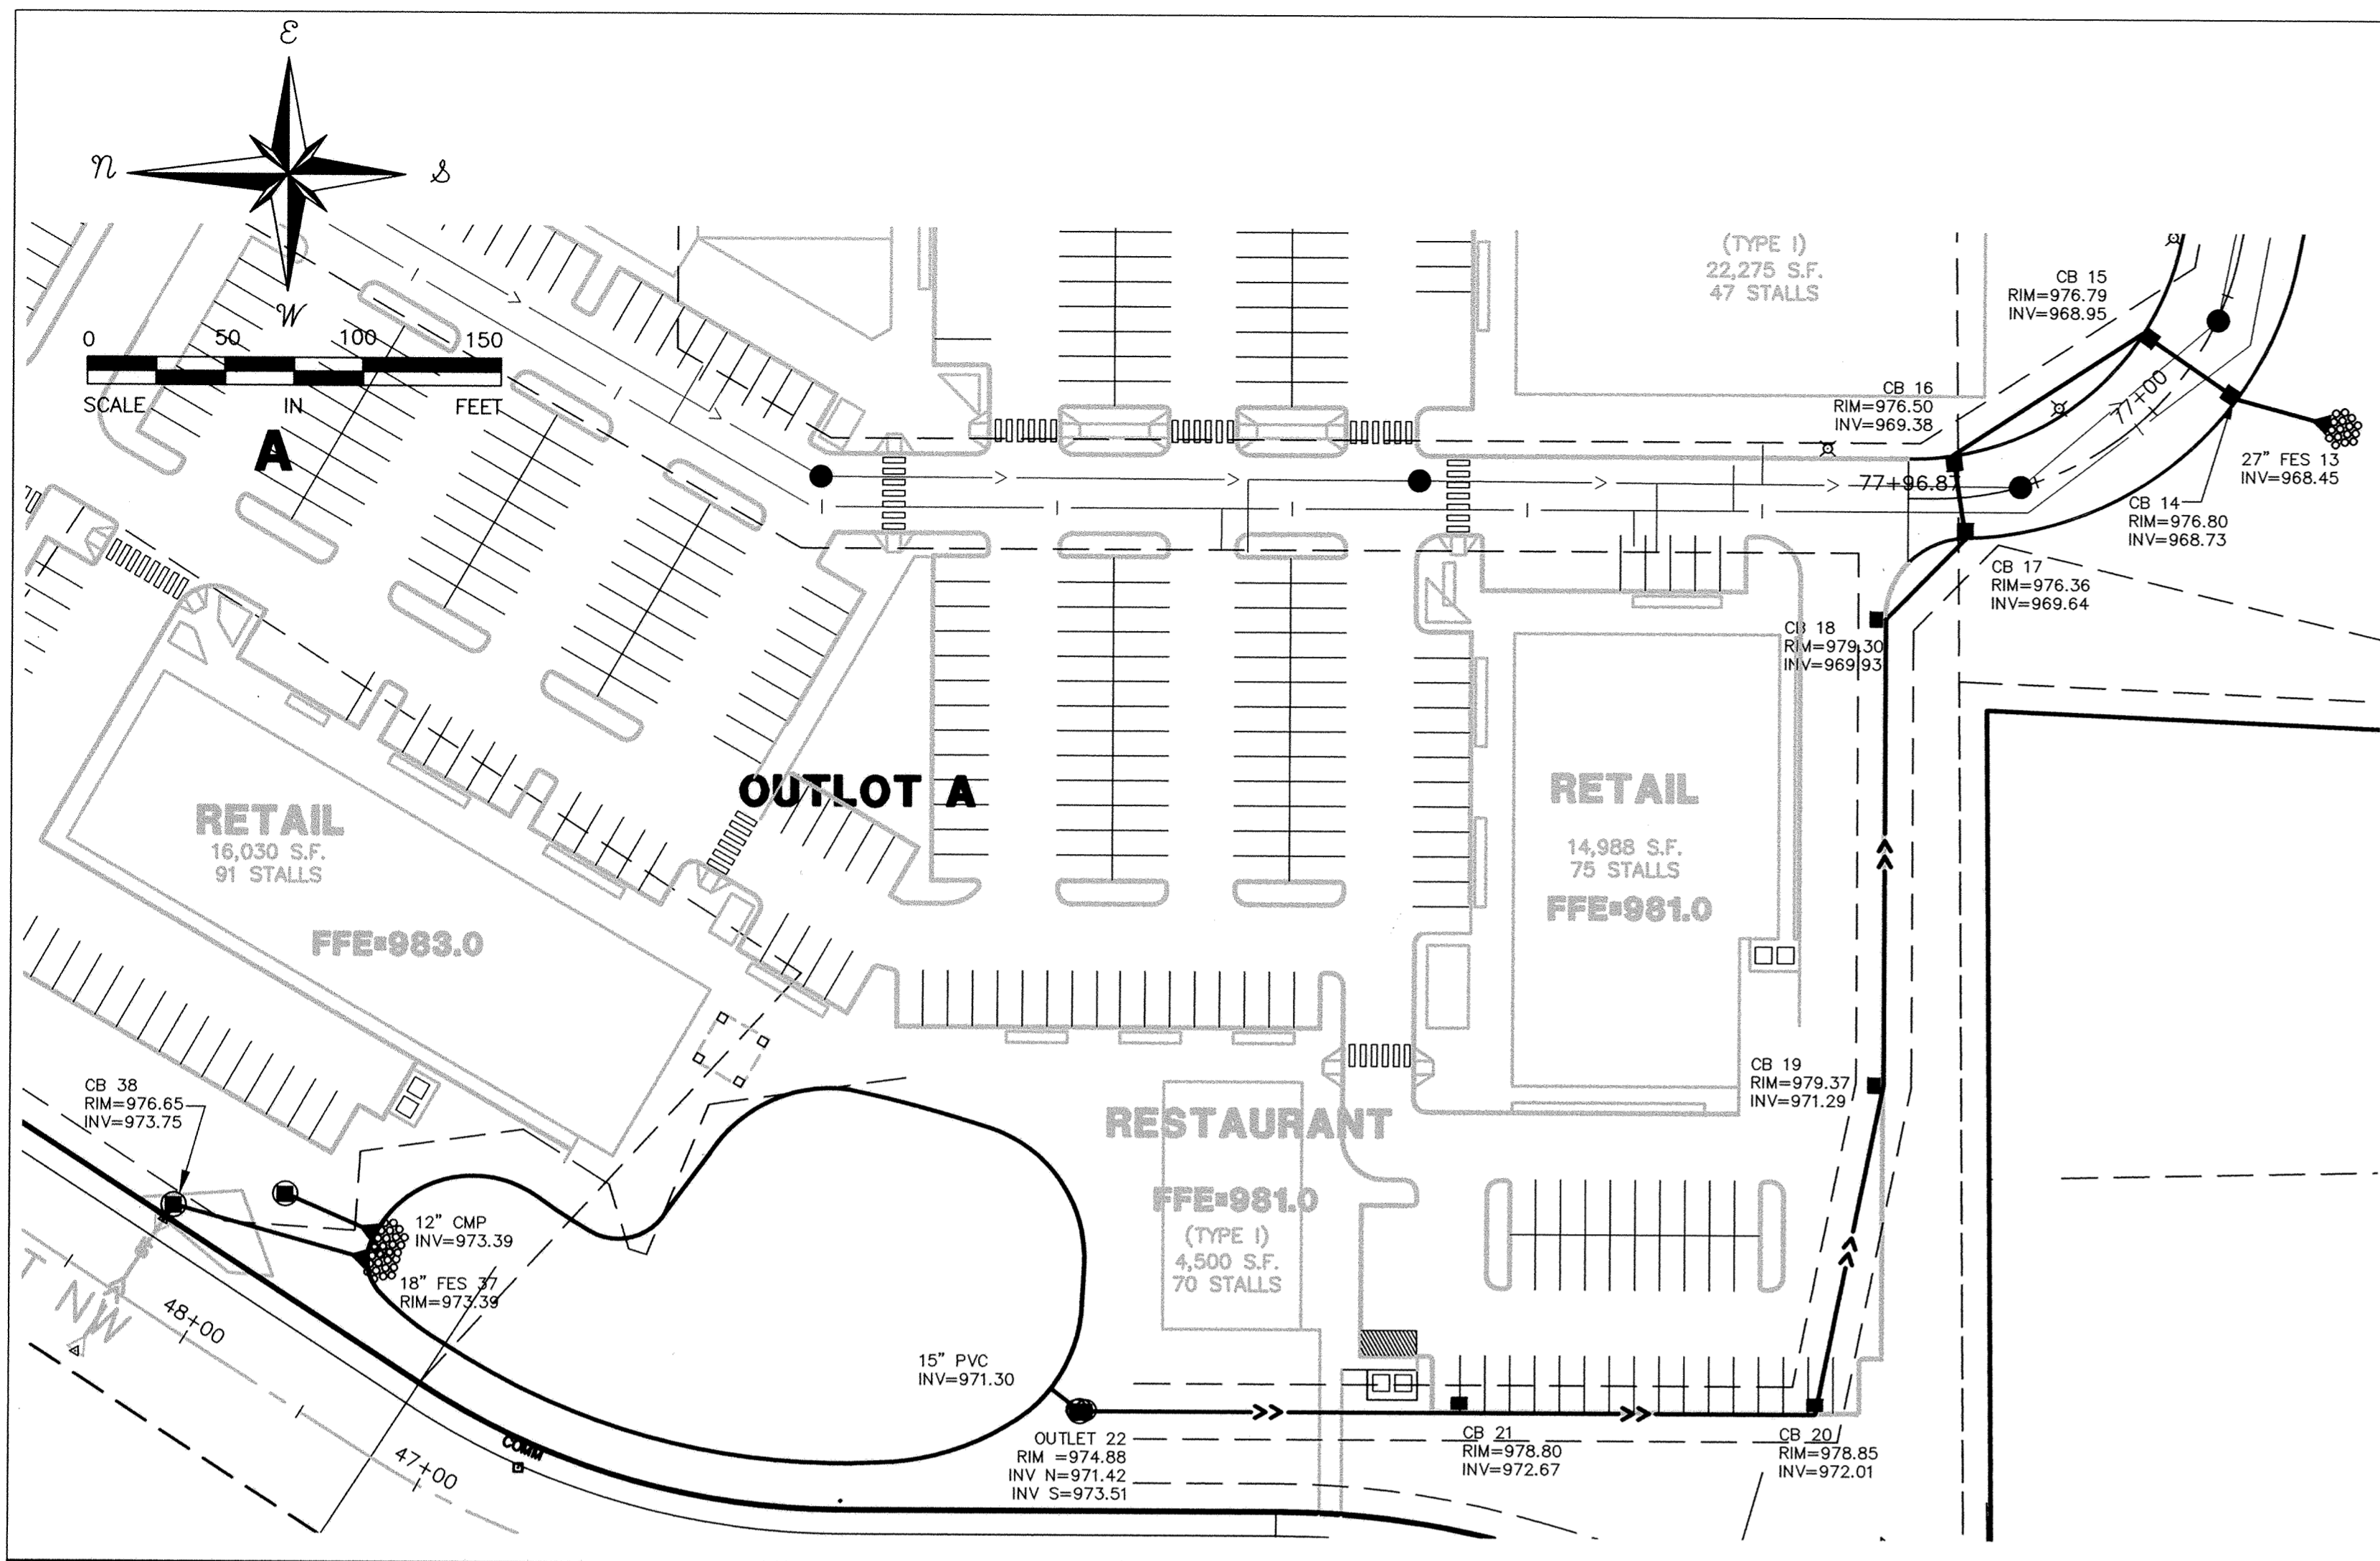 E
N
S
W
0 50 100 150
SCALE IN FEET
A
(TYPE I)
22,275 S.F.
47 STALLS
CB 15
RIM=976.79
INV=968.95
CB 16
RIM=976.50
INV=969.38
77+00
77+96.87
27" FES 13
INV=968.45
CB 14
RIM=976.80
INV=968.73
CB 17
RIM=976.36
INV=969.64
CB 18
RIM=979.30
INV=969.93
OUTLOT A
RETAIL
16,030 S.F.
91 STALLS
FFE=983.0
RETAIL
14,988 S.F.
75 STALLS
FFE=981.0
CB 38
RIM=976.65
INV=973.75
CB 19
RIM=979.37
INV=971.29
RESTAURANT
FFE=981.0
(TYPE I)
4,500 S.F.
70 STALLS
12" CMP
INV=973.39
18" FES 37
RIM=973.39
T NW
48+00
47+00
COMM
15" PVC
INV=971.30
OUTLET 22
RIM =974.88
INV N=971.42
INV S=973.51
CB 21
RIM=978.80
INV=972.67
CB 20
RIM=978.85
INV=972.01